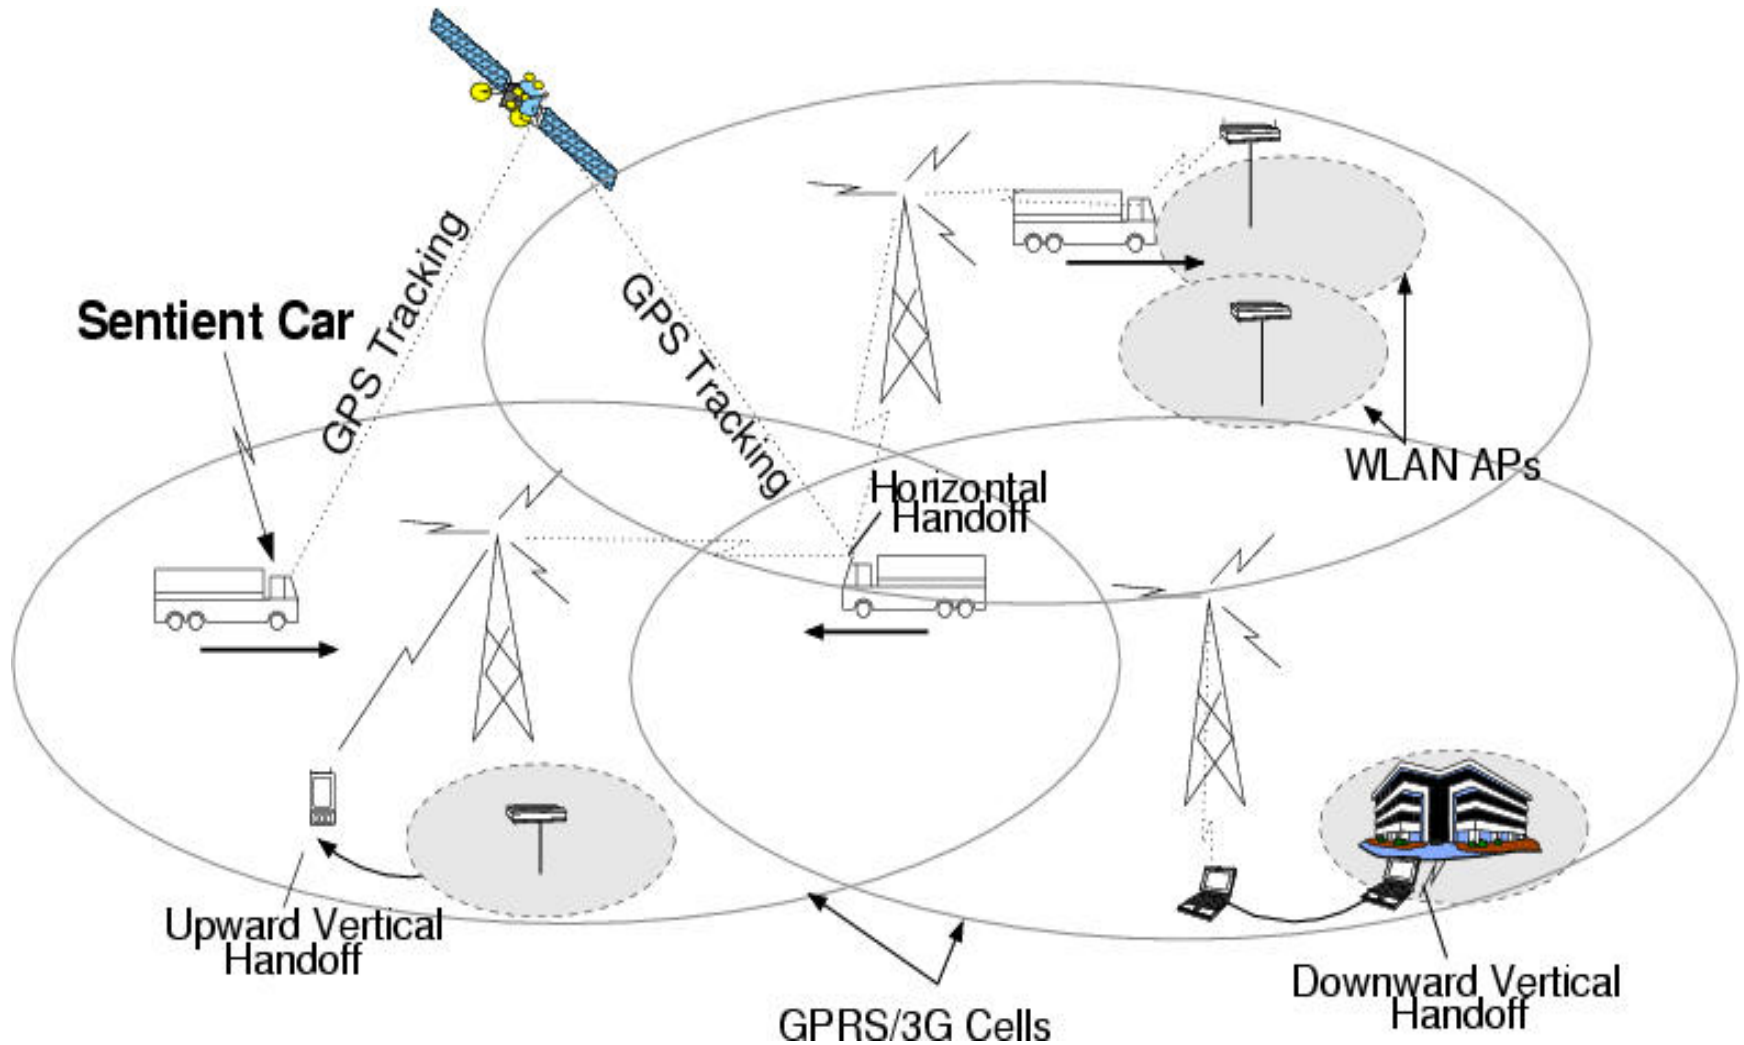 Sentient Car
GPS Tracking
GPS Tracking
WLAN APs
Horizontal
Handoff
Upward Vertical
Handoff
Downward Vertical
Handoff
GPRS/3G Cells